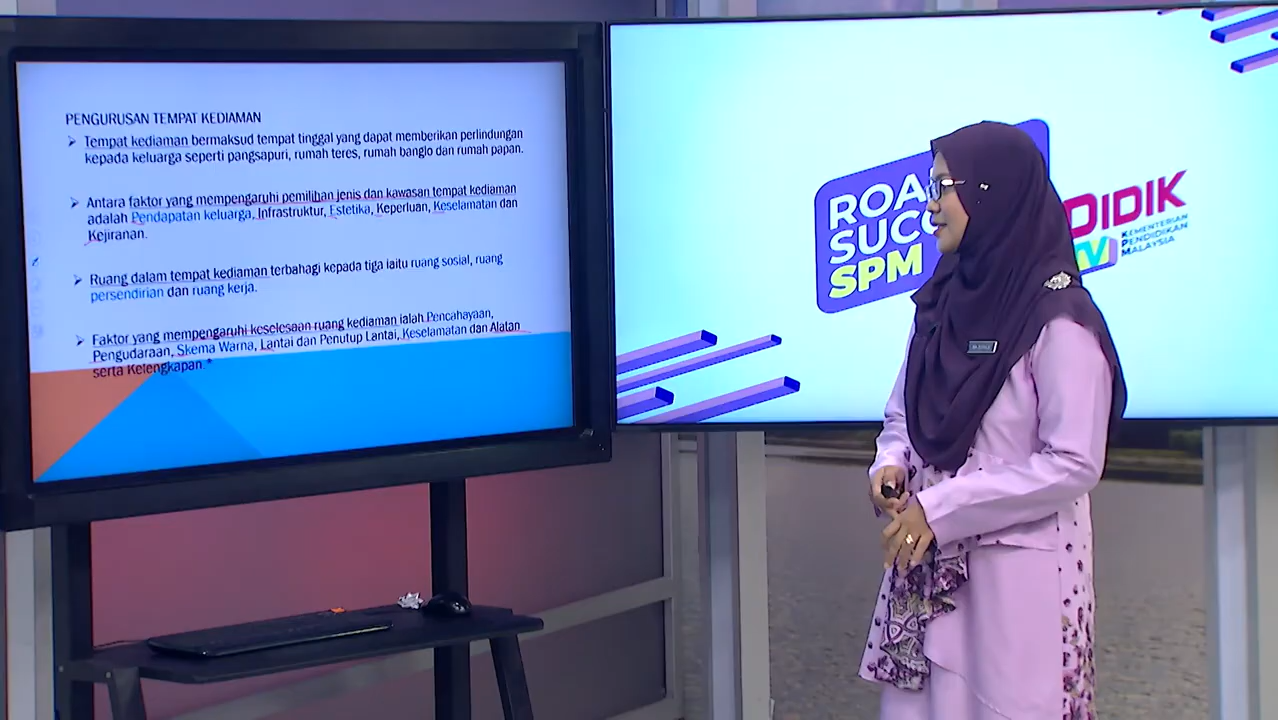 PENGURUSAN TEMPAT KEDIAMAN
➢ Tempat kediaman bermaksud tempat tinggal yang dapat memberikan perlindungan
kepada keluarga seperti pangsapuri, rumah teres, rumah banglo dan rumah papan.
➢ Antara faktor yang mempengaruhi pemilihan jenis dan kawasan tempat kediaman
adalah Pendapatan keluarga, Infrastruktur, Estetika, Keperluan, Keselamatan dan
Kejiranan.
➢ Ruang dalam tempat kediaman terbahagi kepada tiga iaitu ruang sosial, ruang
persendirian dan ruang kerja.
➢ Faktor yang mempengaruhi keselesaan ruang kediaman ialah Pencahayaan,
Pengudaraan, Skema Warna, Lantai dan Penutup Lantai, Keselamatan dan Alatan
serta Kelengkapan.
ROA
SUCC
SPM
DIDIK
KEMENTERIAN
PENDIDIKAN
MALAYSIA